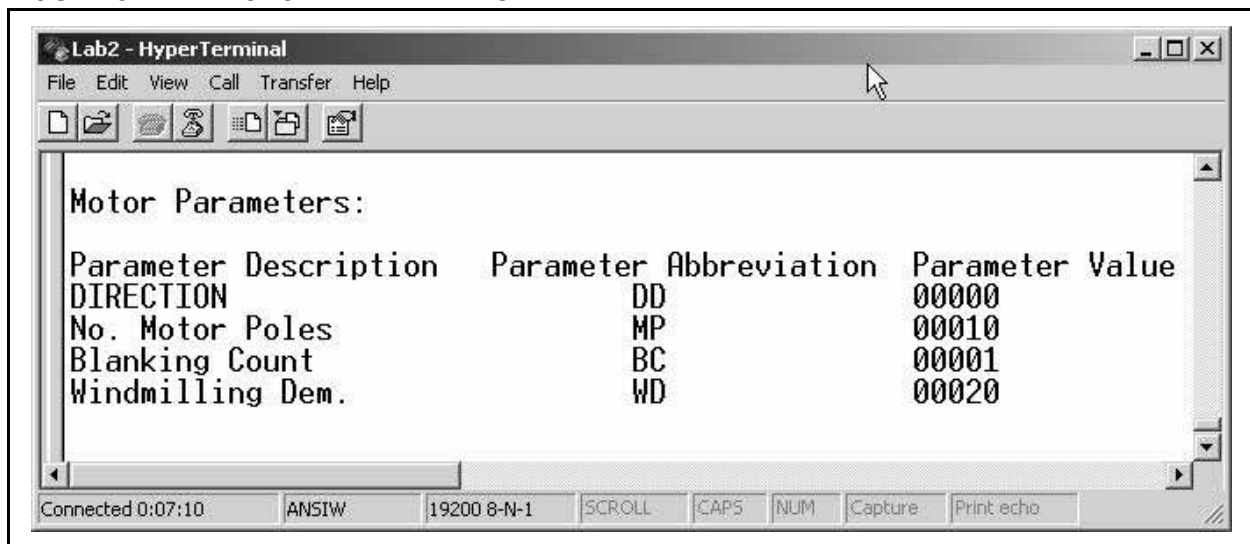 Lab2 - HyperTerminal
File Edit View Call Transfer Help
Motor Parameters:
Parameter Description Parameter Abbreviation Parameter Value
DIRECTION DD 00000
No. Motor Poles MP 00010
Blanking Count BC 00001
Windmilling Dem. WD 00020
Connected 0:07:10 ANSIW 19200 8-N-1 SCROLL CAPS NUM Capture Print echo